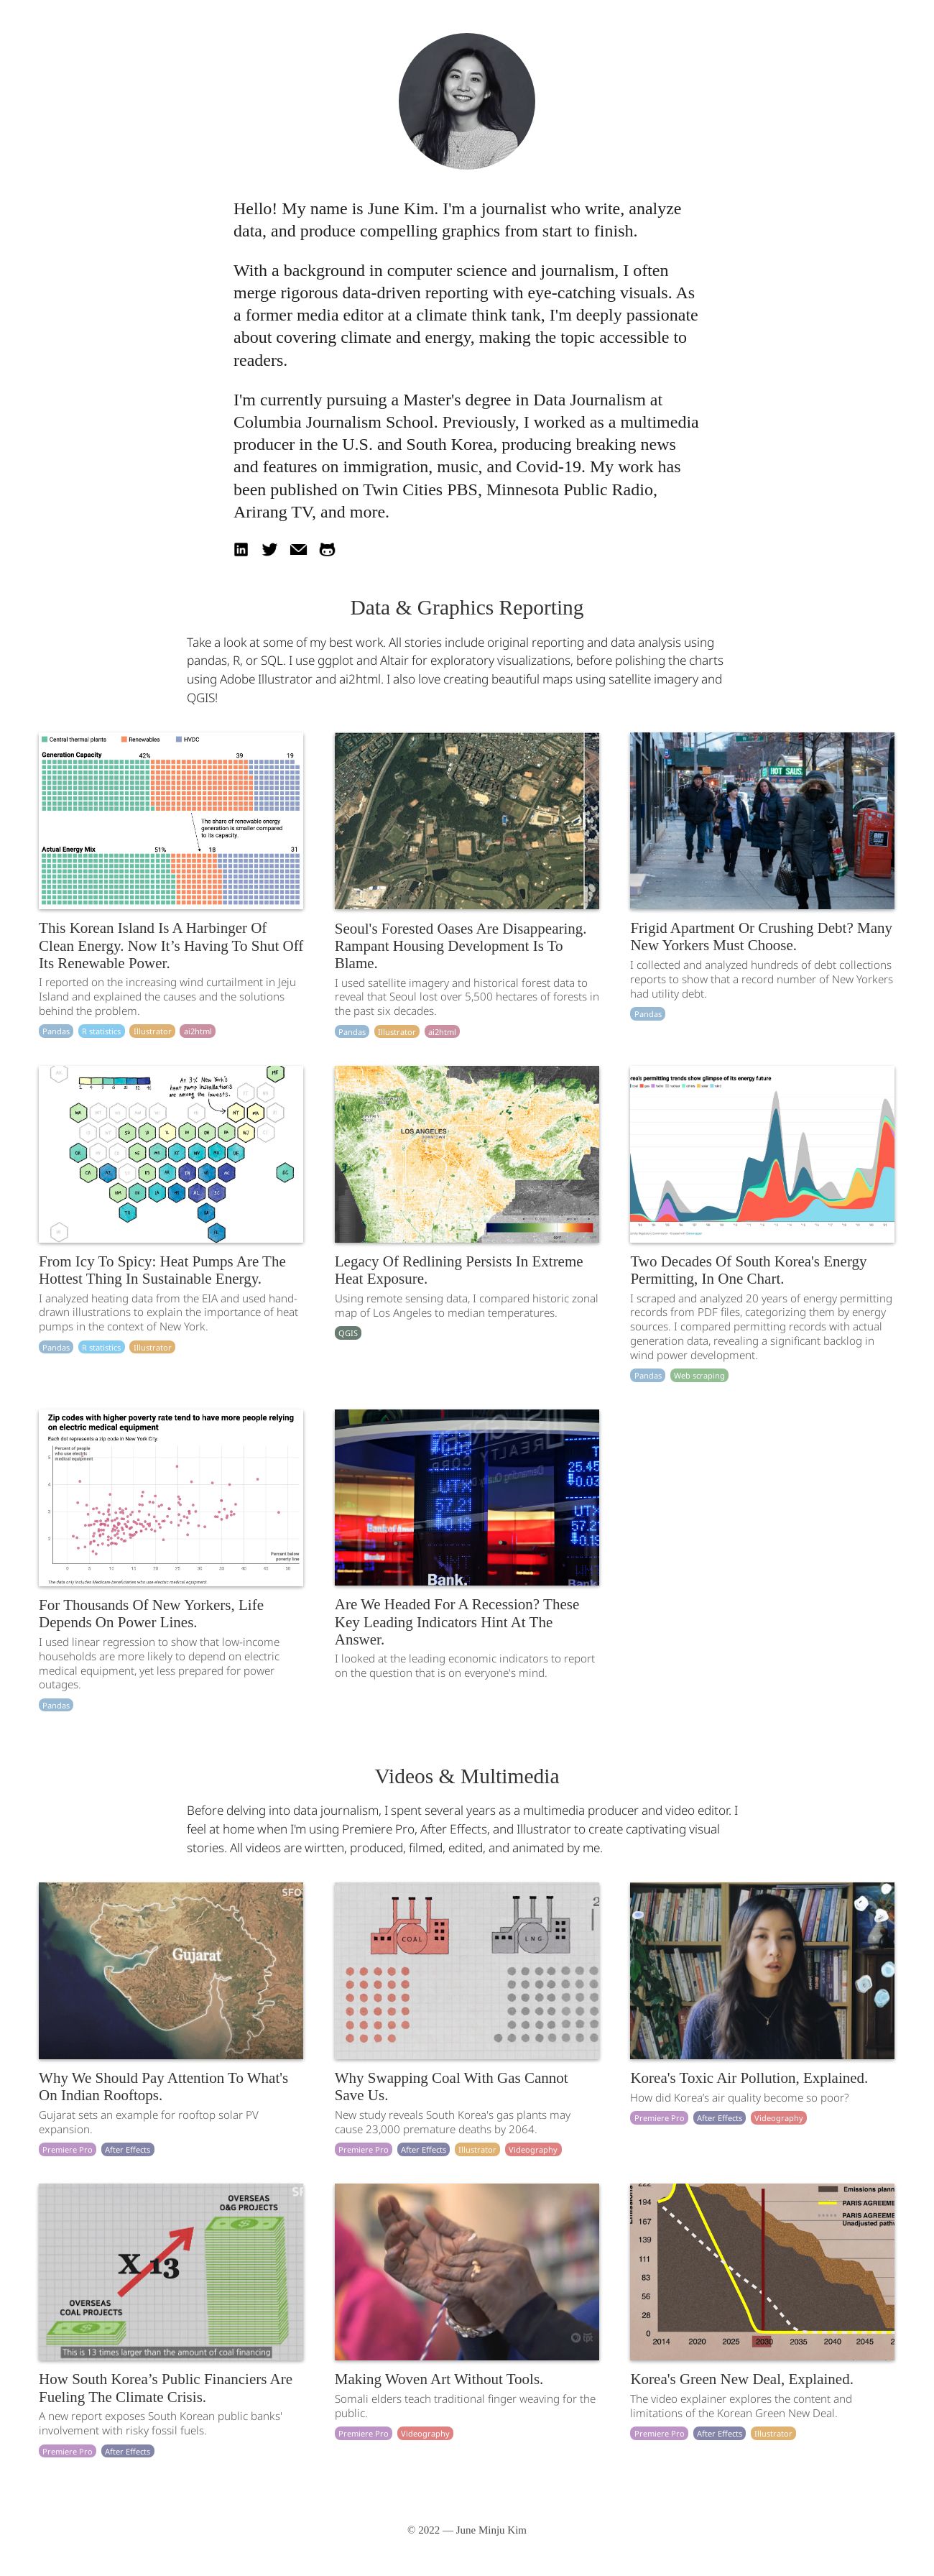 Hello! My name is June Kim. I'm a journalist who write, analyze
data, and produce compelling graphics from start to finish.
With a background in computer science and journalism, I often
merge rigorous data-driven reporting with eye-catching visuals. As
a former media editor at a climate think tank, I'm deeply passionate
about covering climate and energy, making the topic accessible to
readers.
I'm currently pursuing a Master's degree in Data Journalism at
Columbia Journalism School. Previously, I worked as a multimedia
producer in the U.S. and South Korea, producing breaking news
and features on immigration, music, and Covid-19. My work has
been published on Twin Cities PBS, Minnesota Public Radio,
Arirang TV, and more.
Data & Graphics Reporting
Take a look at some of my best work. All stories include original reporting and data analysis using
pandas, R, or SQL. I use ggplot and Altair for exploratory visualizations, before polishing the charts
using Adobe Illustrator and ai2html. I also love creating beautiful maps using satellite imagery and
QGIS!
Central thermal plants Renewables HVDC
Generation Capacity 42% 39 19
The share of renewable energy
generation is smaller compared
to its capacity.
Actual Energy Mix 51% 18 31
This Korean Island Is A Harbinger Of
Clean Energy. Now It’s Having To Shut Off
Its Renewable Power.
I reported on the increasing wind curtailment in Jeju
Island and explained the causes and the solutions
behind the problem.
Pandas R statistics Illustrator ai2html
Seoul's Forested Oases Are Disappearing.
Rampant Housing Development Is To
Blame.
I used satellite imagery and historical forest data to
reveal that Seoul lost over 5,500 hectares of forests in
the past six decades.
Pandas Illustrator ai2html
HOT SAUS
Frigid Apartment Or Crushing Debt? Many
New Yorkers Must Choose.
I collected and analyzed hundreds of debt collections
reports to show that a record number of New Yorkers
had utility debt.
Pandas
As 3% New York's
heat pump installations
are among the lowest.
From Icy To Spicy: Heat Pumps Are The
Hottest Thing In Sustainable Energy.
I analyzed heating data from the EIA and used hand-
drawn illustrations to explain the importance of heat
pumps in the context of New York.
Pandas R statistics Illustrator
LOS ANGELES
Legacy Of Redlining Persists In Extreme
Heat Exposure.
Using remote sensing data, I compared historic zonal
map of Los Angeles to median temperatures.
QGIS
rea's permitting trends show glimpse of its energy future
Two Decades Of South Korea's Energy
Permitting, In One Chart.
I scraped and analyzed 20 years of energy permitting
records from PDF files, categorizing them by energy
sources. I compared permitting records with actual
generation data, revealing a significant backlog in
wind power development.
Pandas Web scraping
Zip codes with higher poverty rate tend to have more people relying
on electric medical equipment
Each dot represents a zip code in New York City.
Percent of people
who use electric
medical equipment
Percent below
poverty line
0 5 10 15 20 25 30 35 40 45 50
The data only includes Medicare beneficiaries who use electric medical equipment.
For Thousands Of New Yorkers, Life
Depends On Power Lines.
I used linear regression to show that low-income
households are more likely to depend on electric
medical equipment, yet less prepared for power
outages.
Pandas
REALTY
CORP
UTX
57.21
0.19
25.45
0.03
Bank.
Are We Headed For A Recession? These
Key Leading Indicators Hint At The
Answer.
I looked at the leading economic indicators to report
on the question that is on everyone's mind.
Videos & Multimedia
Before delving into data journalism, I spent several years as a multimedia producer and video editor. I
feel at home when I'm using Premiere Pro, After Effects, and Illustrator to create captivating visual
stories. All videos are wirtten, produced, filmed, edited, and animated by me.
SFO
Gujarat
Why We Should Pay Attention To What's
On Indian Rooftops.
Gujarat sets an example for rooftop solar PV
expansion.
Premiere Pro After Effects
COAL LNG
2
Why Swapping Coal With Gas Cannot
Save Us.
New study reveals South Korea's gas plants may
cause 23,000 premature deaths by 2064.
Premiere Pro After Effects Illustrator Videography
Korea's Toxic Air Pollution, Explained.
How did Korea's air quality become so poor?
Premiere Pro After Effects Videography
SF
OVERSEAS
O&G PROJECTS
X 13
OVERSEAS
COAL PROJECTS
This is 13 times larger than the amount of coal financing
How South Korea’s Public Financiers Are
Fueling The Climate Crisis.
A new report exposes South Korean public banks'
involvement with risky fossil fuels.
Premiere Pro After Effects
Making Woven Art Without Tools.
Somali elders teach traditional finger weaving for the
public.
Premiere Pro Videography
Emissions plann
PARIS AGREEME
PARIS AGREEME
Unadjusted path
222
194
167
139
111
83
56
28
0
2014 2020 2025 2030 2035 2040 2045 2
Korea's Green New Deal, Explained.
The video explainer explores the content and
limitations of the Korean Green New Deal.
Premiere Pro After Effects Illustrator
© 2022 — June Minju Kim